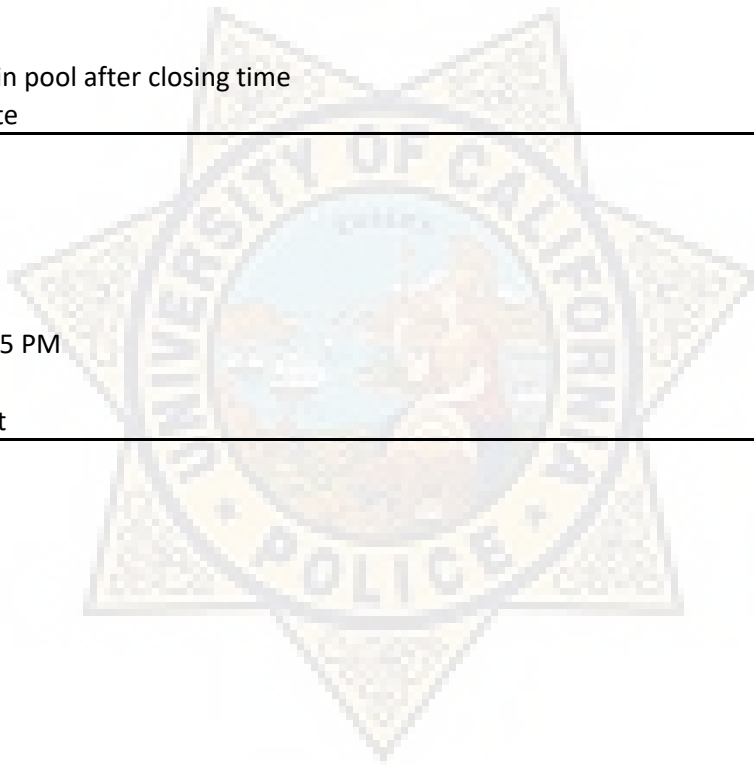 in pool after closing time
te
UNIVERSITY OF CALIFORNIA
5 PM
t
POLICE